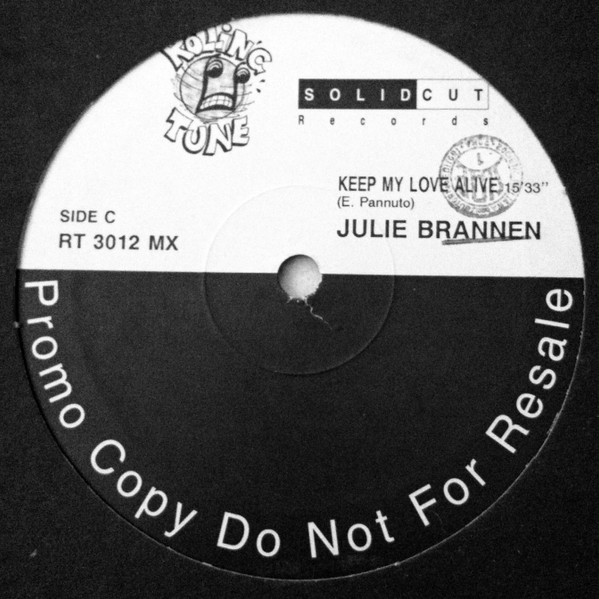 ROLLING
TUNE
SOLIDCUT
Records
KEEP MY LOVE ALIVE 15'33"
(E. Pannuto)
JULIE BRANNEN
SIDE C
RT 3012 MX
Promo Copy Do Not For Resale